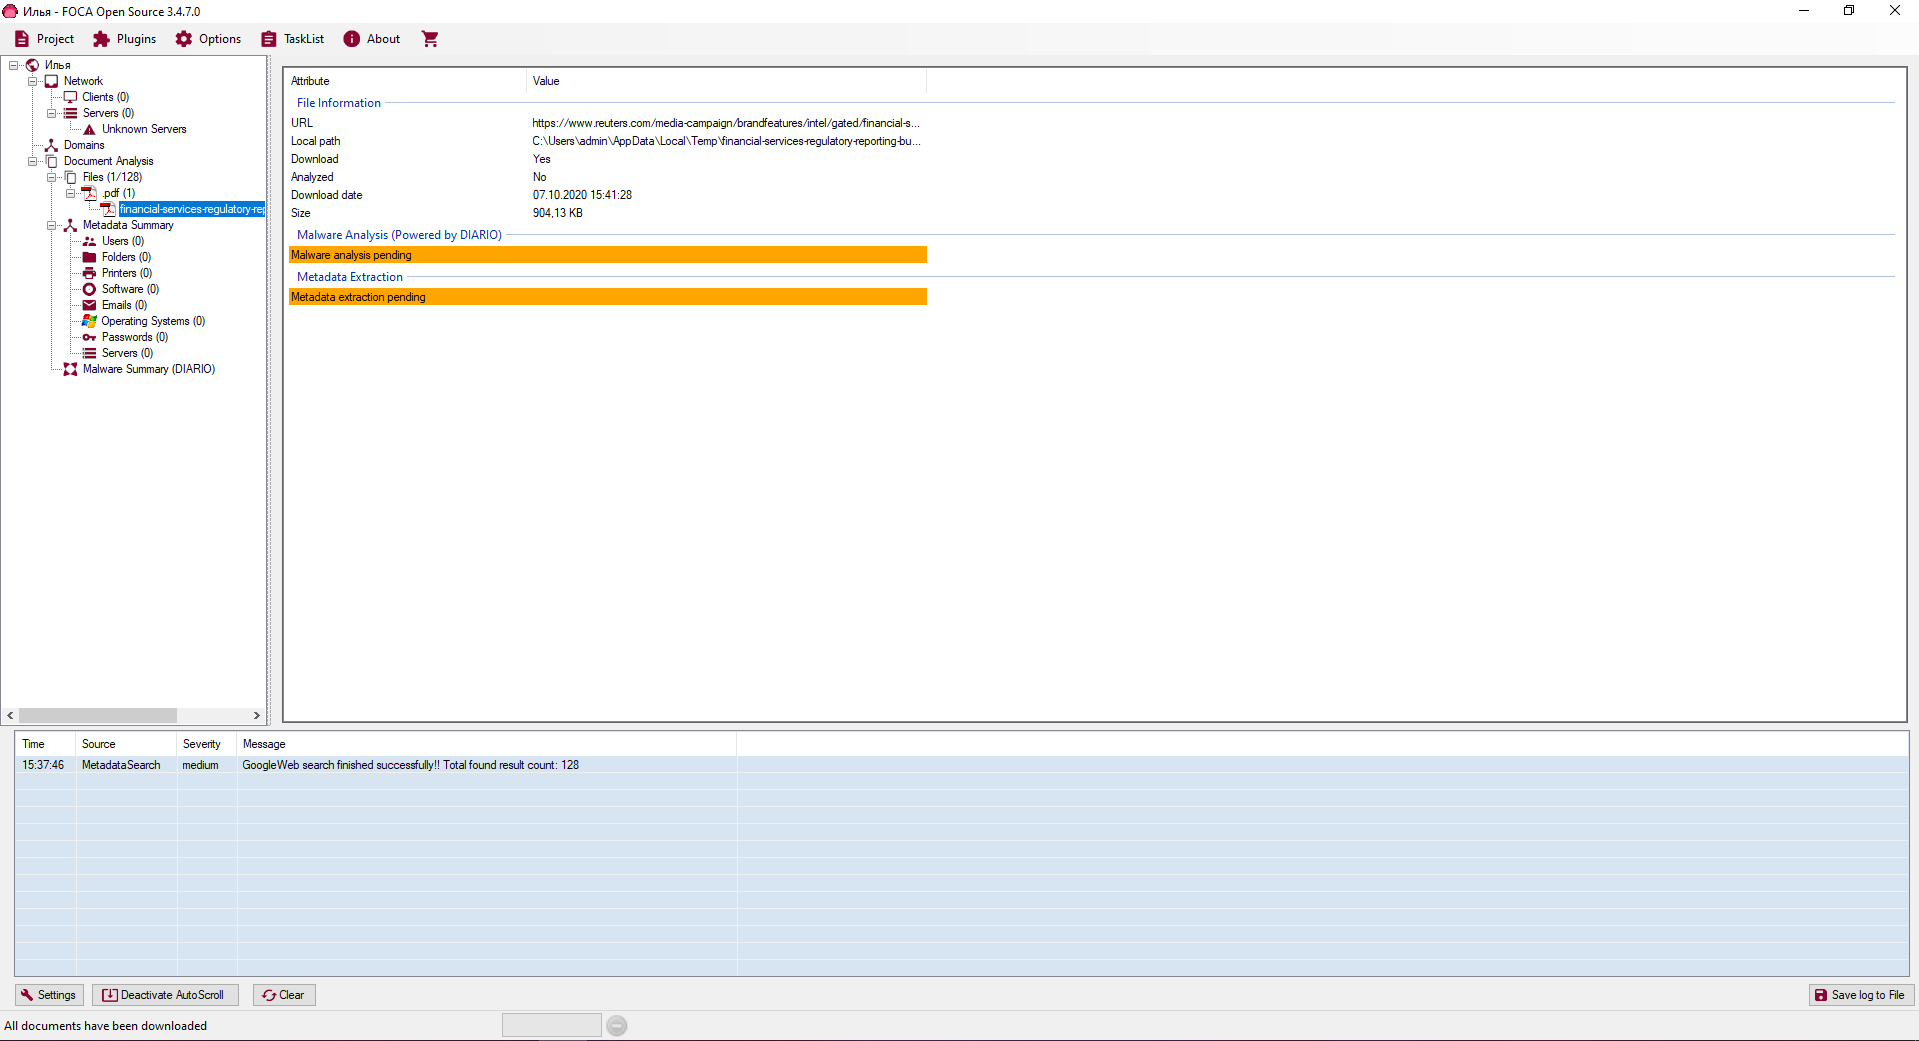 Илья - FOCA Open Source 3.4.7.0
Project Plugins Options TaskList About
Илья
Network
Clients (0)
Servers (0)
Unknown Servers
Domains
Document Analysis
Files (1/128)
.pdf (1)
financial-services-regulatory-rep
Metadata Summary
Users (0)
Folders (0)
Printers (0)
Software (0)
Emails (0)
Operating Systems (0)
Passwords (0)
Servers (0)
Malware Summary (DIARIO)
Attribute Value
File Information
URL https://www.reuters.com/media-campaign/brandfeatures/intel/gated/financial-s...
Local path C:\Users\admin\AppData\Local\Temp\financial-services-regulatory-reporting-bu...
Download Yes
Analyzed No
Download date 07.10.2020 15:41:28
Size 904,13 KB
Malware Analysis (Powered by DIARIO)
Malware analysis pending
Metadata Extraction
Metadata extraction pending
Time Source Severity Message
15:37:46 MetadataSearch medium GoogleWeb search finished successfully!! Total found result count: 128
Settings Deactivate AutoScroll Clear Save log to File
All documents have been downloaded